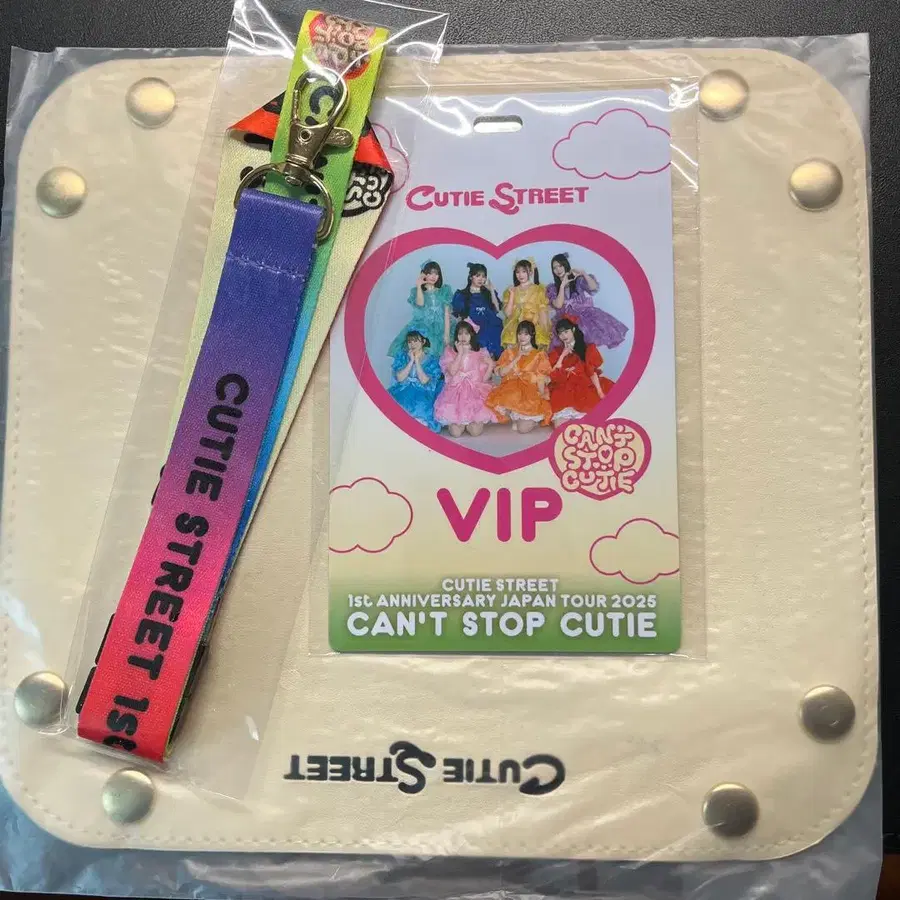 CUTIE STREET
CAN'T
STOP
CUTIE
VIP
CUTIE STREET
1st ANNIVERSARY JAPAN TOUR 2025
CAN'T STOP CUTIE
CUTIE STREET 1st
CUTIE STREET